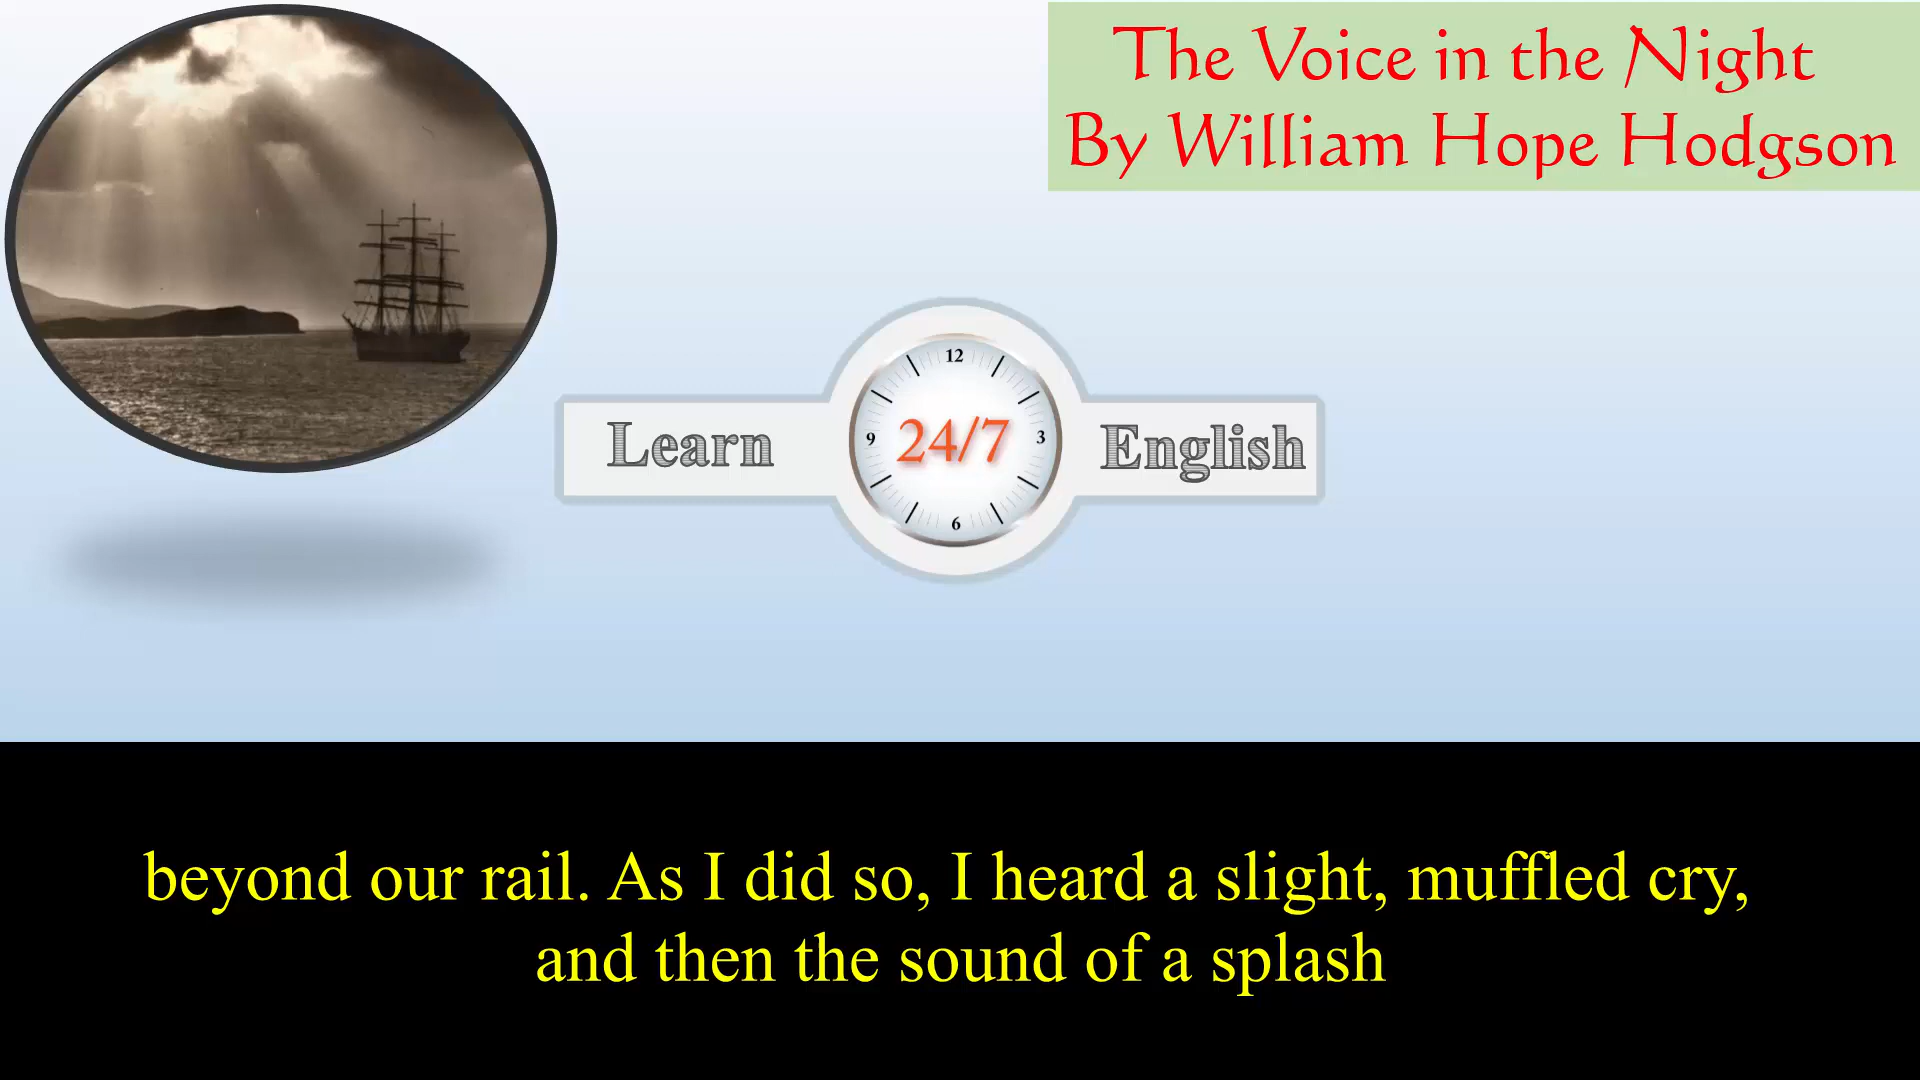 The Voice in the Night
By William Hope Hodgson
12
Learn
9
24/7
3
English
6
beyond our rail. As I did so, I heard a slight, muffled cry,
and then the sound of a splash